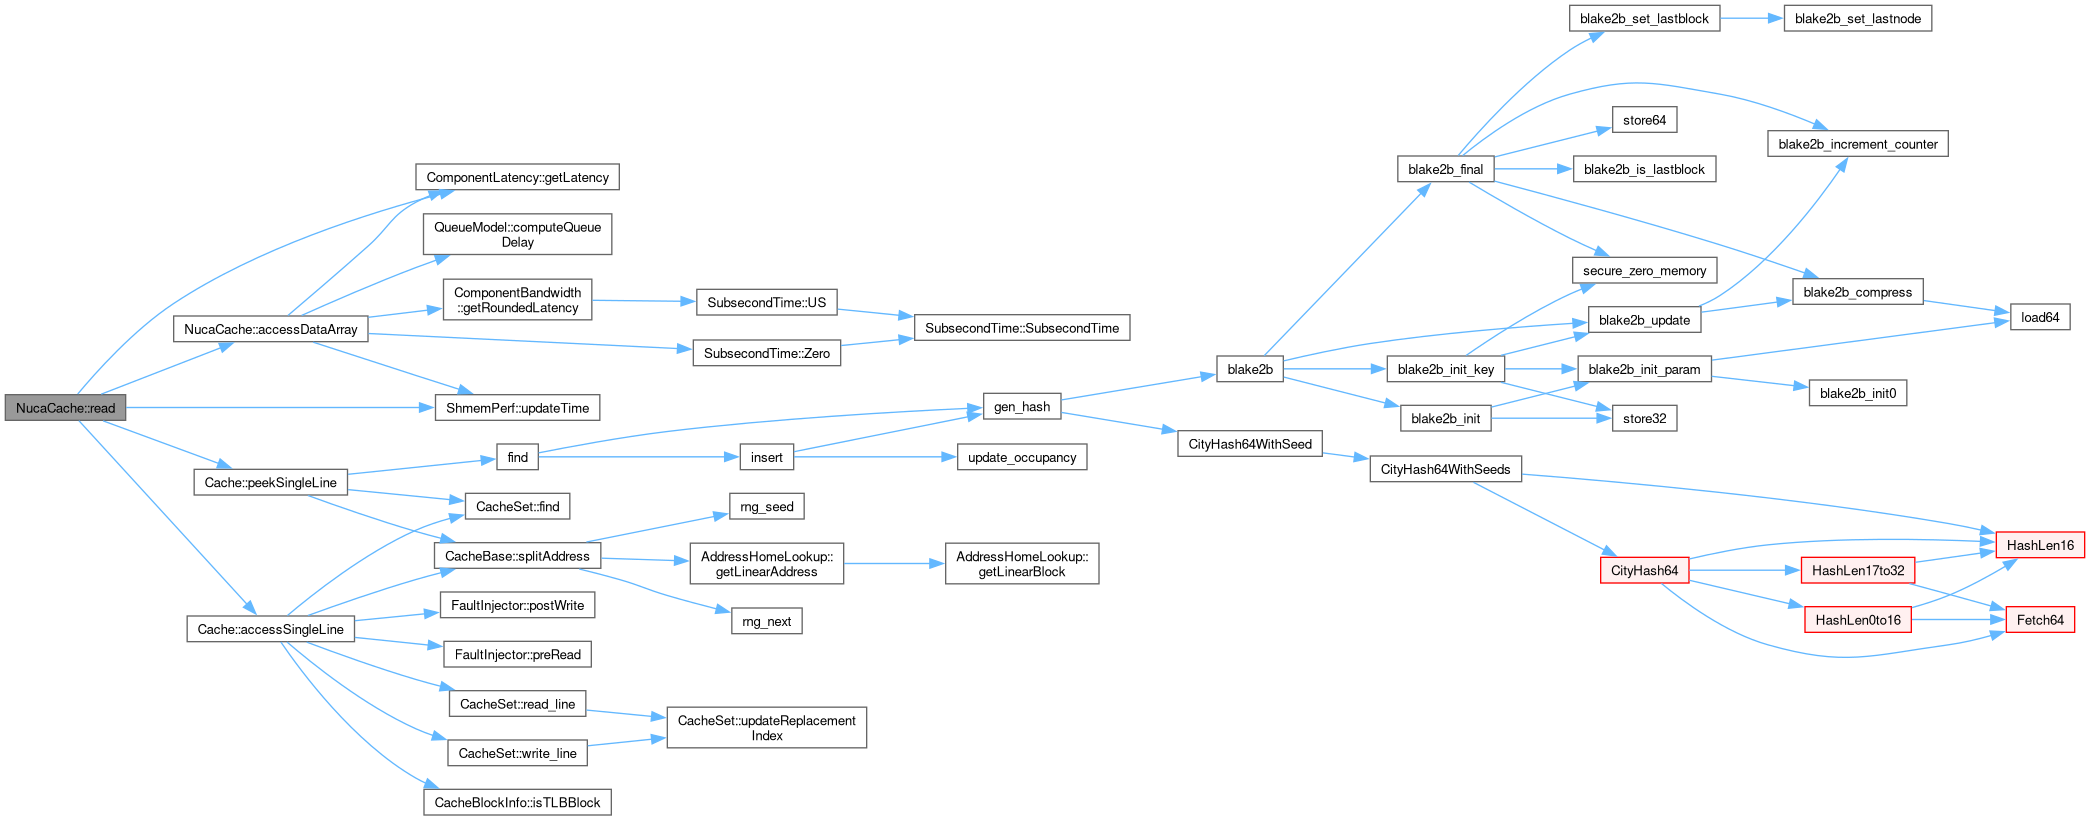 NucaCache::read
ComponentLatency::getLatency
NucaCache::accessDataArray
QueueModel::computeQueue
Delay
ComponentBandwidth
::getRoundedLatency
SubsecondTime::US
SubsecondTime::SubsecondTime
SubsecondTime::Zero
ShmemPerf::updateTime
Cache::peekSingleLine
find
insert
gen_hash
update_occupancy
CacheSet::find
CacheBase::splitAddress
rng_seed
AddressHomeLookup::
getLinearAddress
AddressHomeLookup::
getLinearBlock
rng_next
Cache::accessSingleLine
FaultInjector::postWrite
FaultInjector::preRead
CacheSet::read_line
CacheSet::write_line
CacheSet::updateReplacement
Index
CacheBlockInfo::isTLBBlock
blake2b
CityHash64WithSeed
blake2b_final
blake2b_set_lastblock
blake2b_set_lastnode
store64
blake2b_is_lastblock
blake2b_increment_counter
secure_zero_memory
blake2b_compress
blake2b_update
load64
blake2b_init_key
blake2b_init_param
blake2b_init0
blake2b_init
store32
CityHash64WithSeeds
CityHash64
HashLen16
HashLen17to32
HashLen0to16
Fetch64